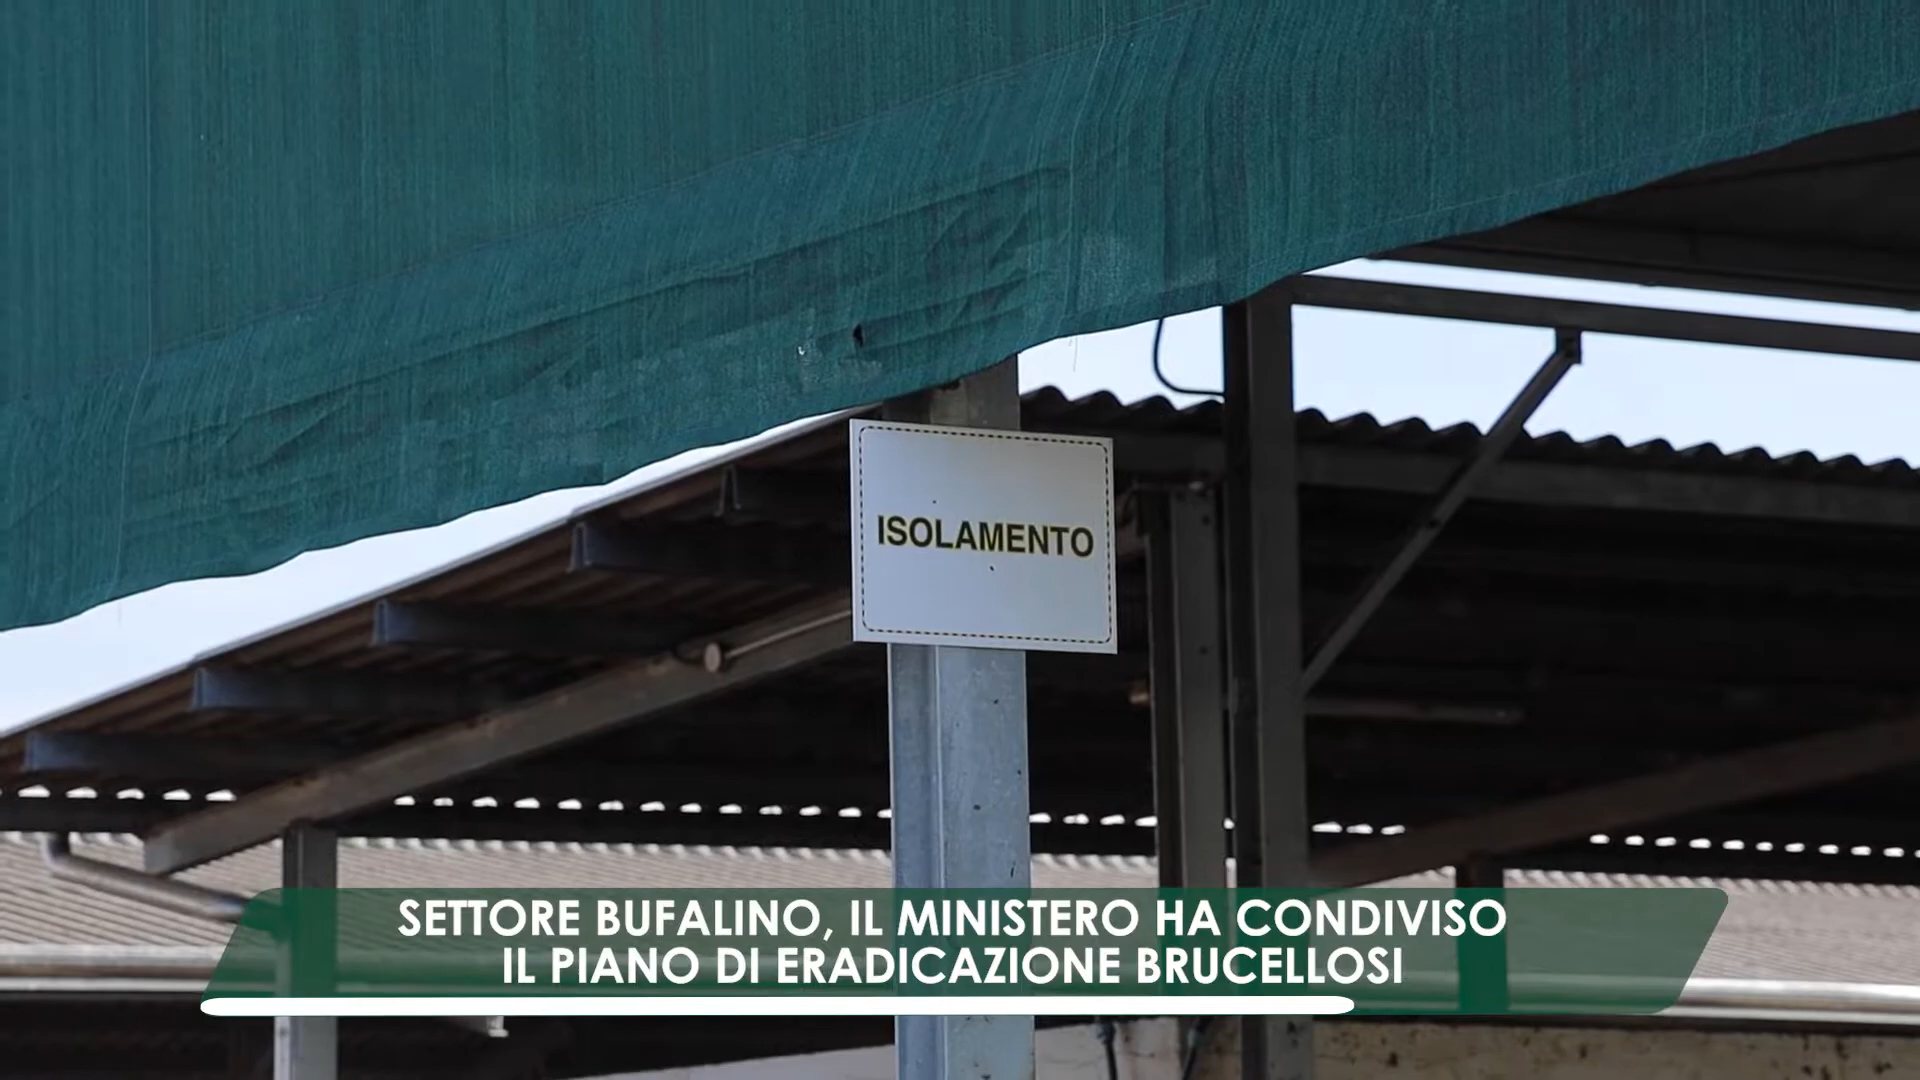 ISOLAMENTO
SETTORE BUFALINO, IL MINISTERO HA CONDIVISO
IL PIANO DI ERADICAZIONE BRUCELLOSI